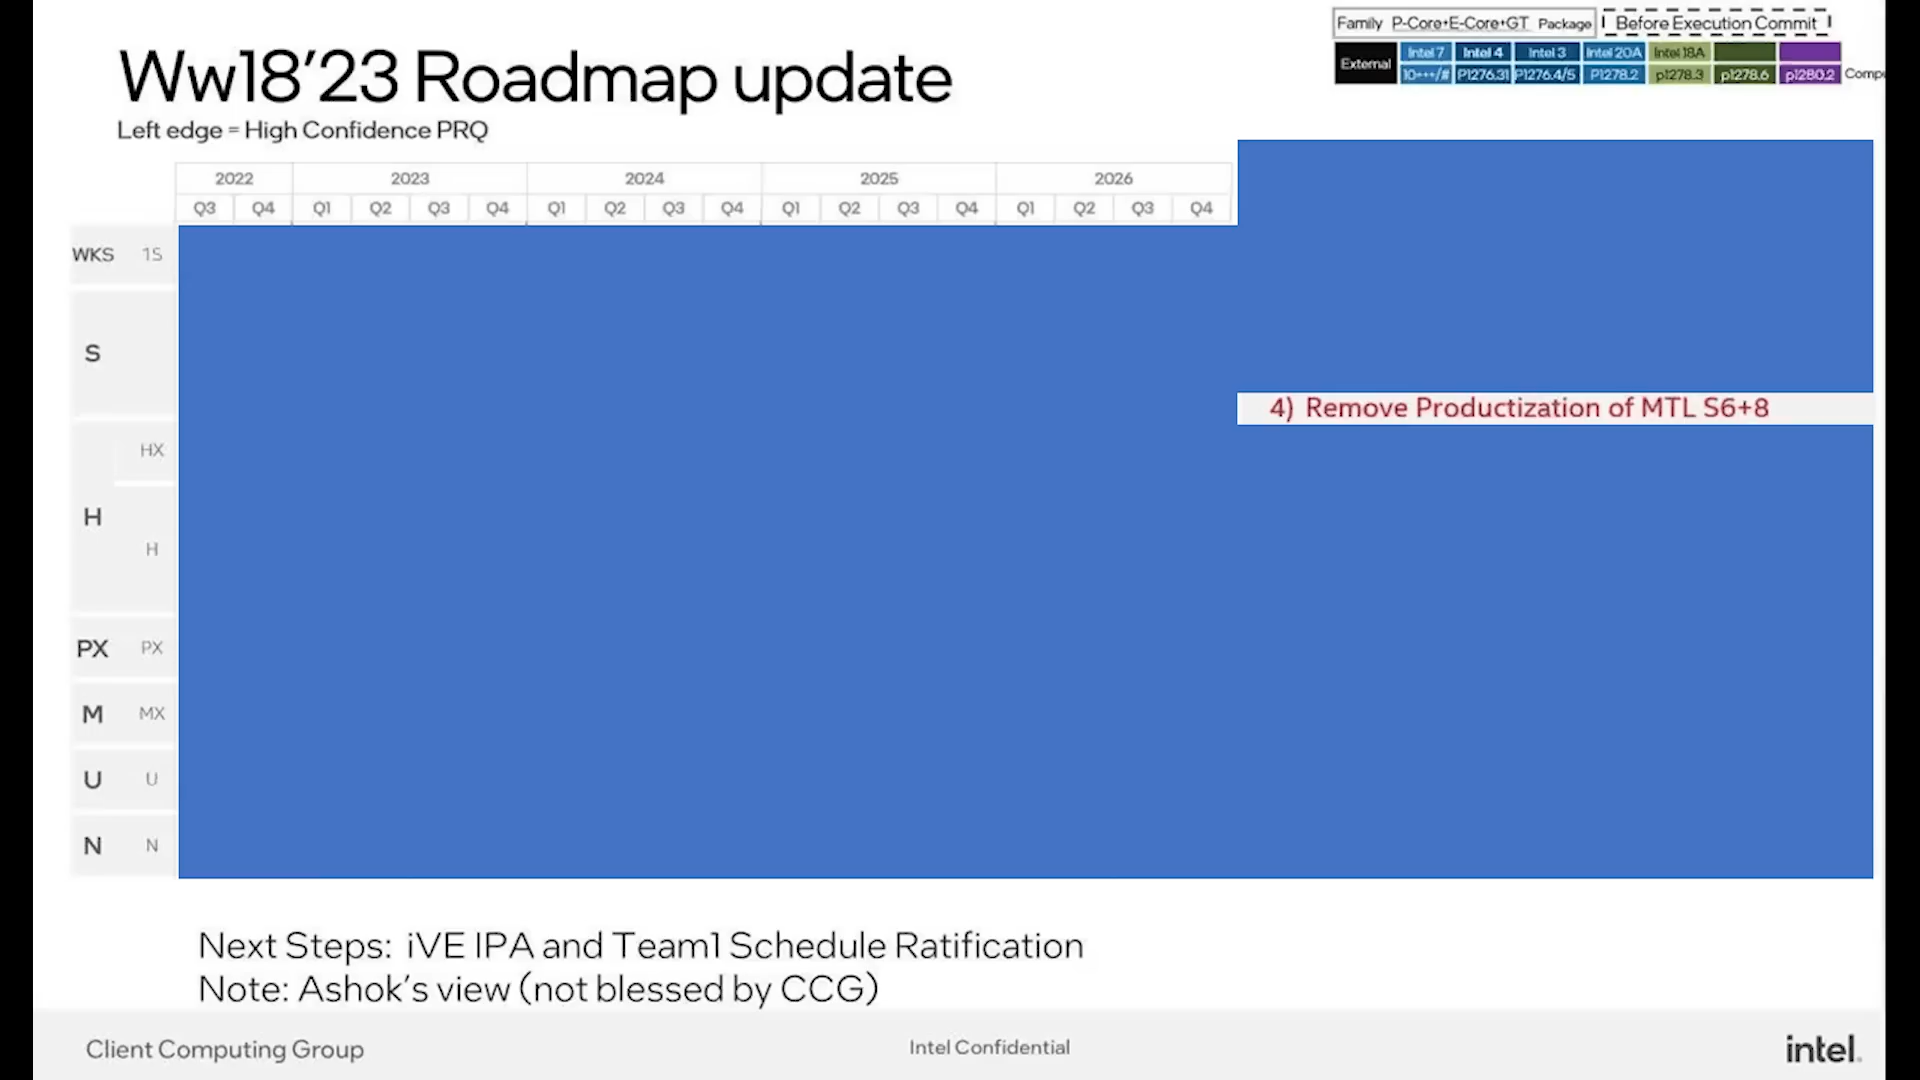 Family P-Core+E-Core+GT Package Before Execution Commit
External Intel 7 Intel 4 Intel 3 Intel 20A Intel 18A
10+++/# P1276.31 P1276.4/5 P1278.2 p1278.3 p1278.6 p1280.2 Compu
Ww18’23 Roadmap update
Left edge = High Confidence PRQ
2022 2023 2024 2025 2026
Q3 Q4 Q1 Q2 Q3 Q4 Q1 Q2 Q3 Q4 Q1 Q2 Q3 Q4 Q1 Q2 Q3 Q4
WKS 1S
S
4) Remove Productization of MTL S6+8
HX
H
H
PX PX
M MX
U U
N N
Next Steps: iVE IPA and Team1 Schedule Ratification
Note: Ashok’s view (not blessed by CCG)
Client Computing Group Intel Confidential intel.